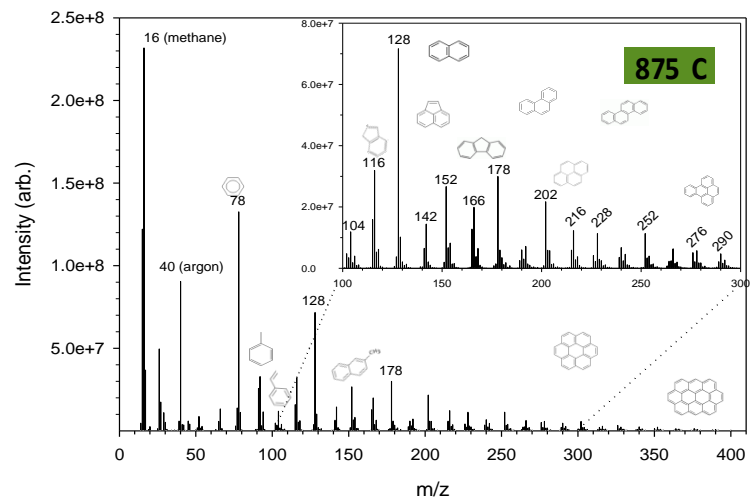 2.5e+8
2.0e+8
1.5e+8
1.0e+8
5.0e+7
Intensity (arb.)
0 50 100 150 200 250 300 350 400
m/z
16 (methane)
40 (argon)
78
128
178
8.0e+7
6.0e+7
4.0e+7
2.0e+7
0.0
100 150 200 250 300
875 C
104
116
128
142
152
166
178
202
216
228
252
276
290